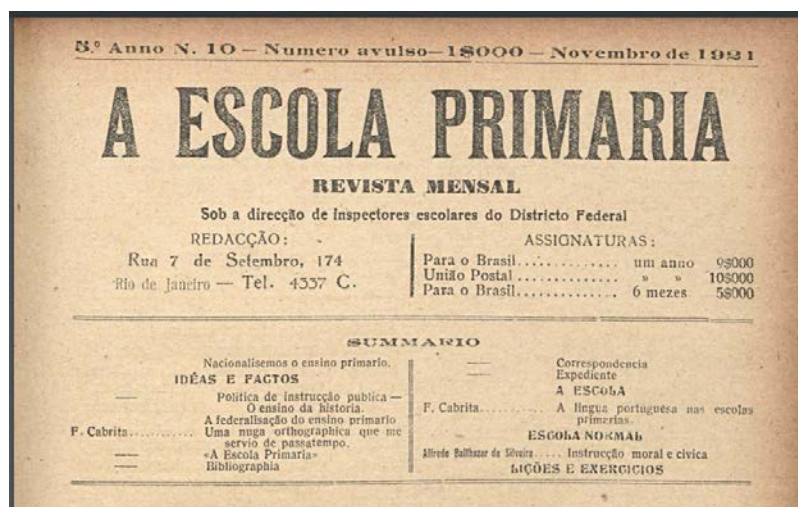 5.º Anno N. 10 — Numero avulso—1$000 — Novembro de 1921
A ESCOLA PRIMARIA
REVISTA MENSAL
Sob a direcção de inspectores escolares do Districto Federal
REDACÇÃO:
Rua 7 de Setembro, 174
Rio de Janeiro — Tel. 4337 C.
ASSIGNATURAS:
Para o Brasil.............. um anno 9$000
União Postal.............. » » 10$000
Para o Brasil.............. 6 mezes 5$000
SUMMARIO
Nacionalisemos o ensino primario.
IDÉAS E FACTOS
Politica de instrucção publica —
O ensino da historia.
A federalisação do ensino primario
F. Cabrita............ Uma nuga orthographica que me
servio de passatempo.
«A Escola Primaria»
Bibliographia
Correspondencia
Expediente
A ESCOLA
F. Cabrita............ A lingua portuguesa nas escolas
primarias.
ESCOLA NORMAL
Alfredo Balthazar da Silveira..... Instrucção moral e civica
LIÇÕES E EXERCICIOS